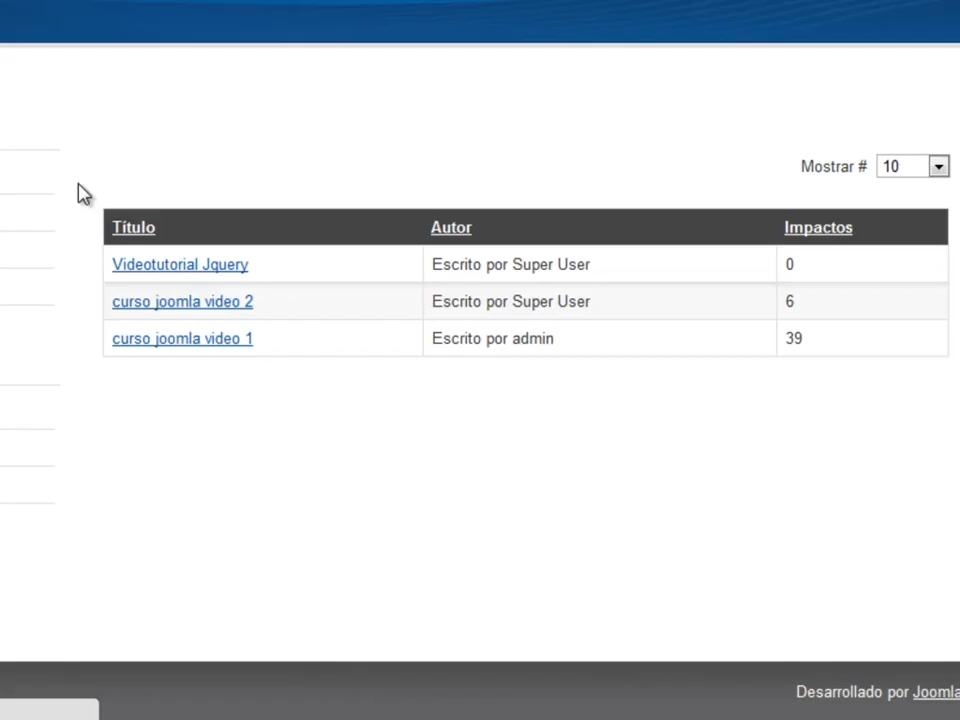 Mostrar # 10
Título Autor Impactos
Videotutorial Jquery Escrito por Super User 0
curso joomla video 2 Escrito por Super User 6
curso joomla video 1 Escrito por admin 39
Desarrollado por Joomla